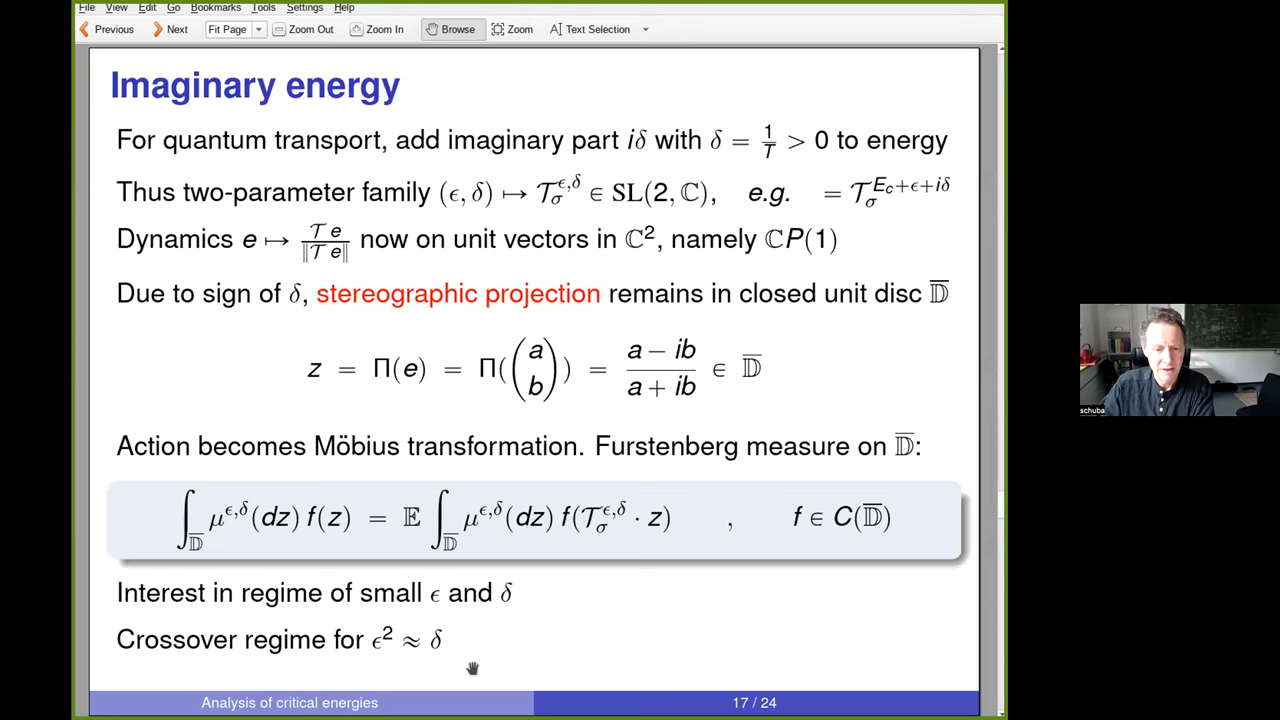 File View Edit Go Bookmarks Tools Settings Help
Previous Next Fit Page Zoom Out Zoom In Browse Zoom Text Selection
Imaginary energy
For quantum transport, add imaginary part iδ with δ = 1/T > 0 to energy
Thus two-parameter family (ϵ, δ) ↦ 𝒯_σ^{ϵ,δ} ∈ SL(2, ℂ), e.g. = 𝒯_σ^{E_c+ϵ+iδ}
Dynamics e ↦ 𝒯e/‖𝒯e‖ now on unit vectors in ℂ², namely ℂP(1)
Due to sign of δ, stereographic projection remains in closed unit disc 𝔻̅
z = Π(e) = Π((a b)) = (a − ib)/(a + ib) ∈ 𝔻̅
Action becomes Möbius transformation. Furstenberg measure on 𝔻̅:
∫_𝔻̅ μ^{ϵ,δ}(dz) f(z) = 𝔼 ∫_𝔻̅ μ^{ϵ,δ}(dz) f(𝒯_σ^{ϵ,δ} · z) , f ∈ C(𝔻̅)
Interest in regime of small ϵ and δ
Crossover regime for ϵ² ≈ δ
Analysis of critical energies 17 / 24
schuba